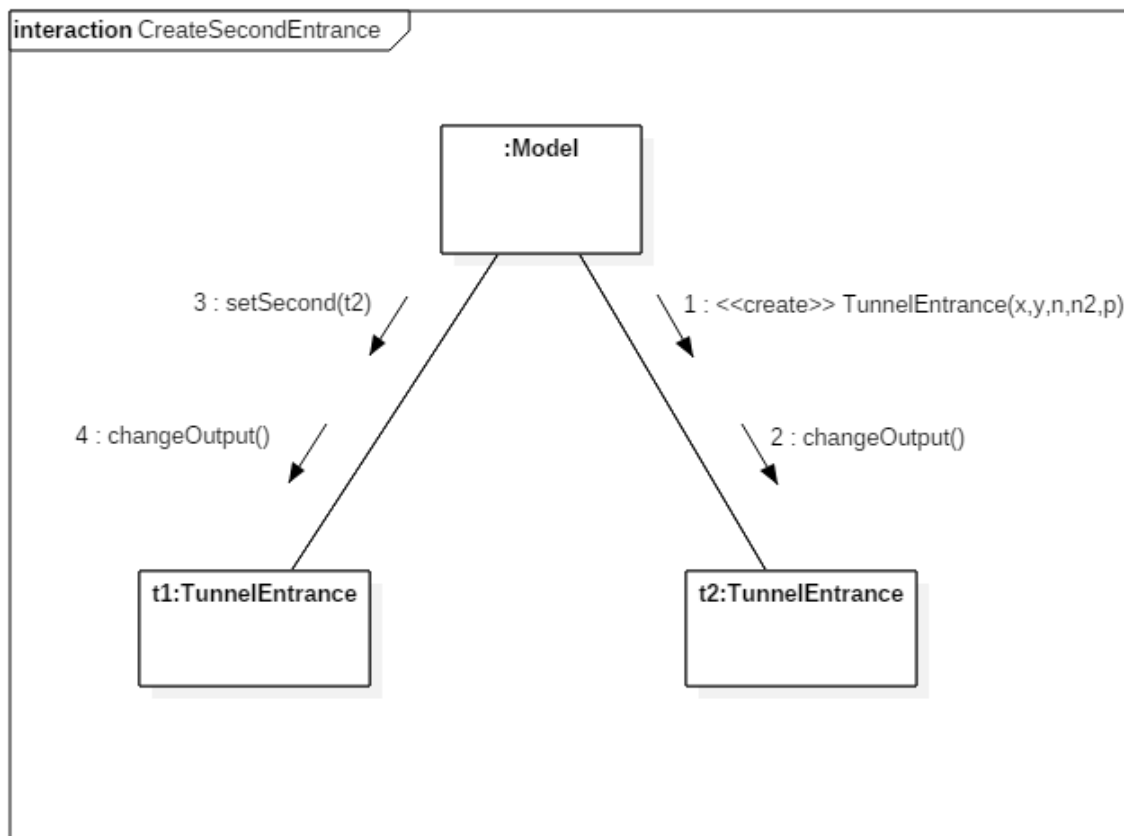 interaction CreateSecondEntrance
:Model
3 : setSecond(t2)
1 : <<create>> TunnelEntrance(x,y,n,n2,p)
4 : changeOutput()
2 : changeOutput()
t1:TunnelEntrance
t2:TunnelEntrance